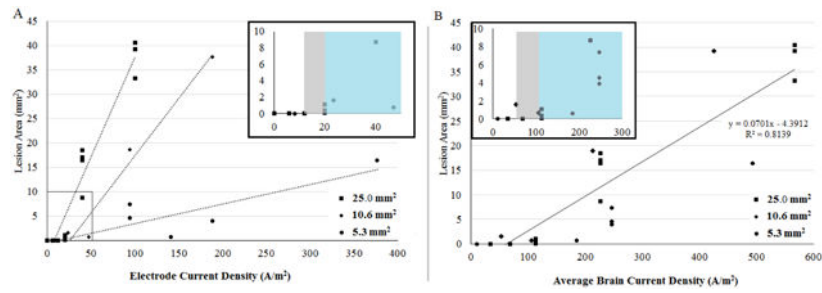 A
Lesion Area (mm²)
45
40
35
30
25
20
15
10
5
0 50 100 150 200 250 300 350 400
Electrode Current Density (A/m²)
25.0 mm²
10.6 mm²
5.3 mm²
10
8
6
4
2
0
0 20 40
B
Lesion Area (mm²)
45
40
35
30
25
20
15
10
5
0
0 100 200 300 400 500 600
Average Brain Current Density (A/m²)
y = 0.0701x - 4.3912
R² = 0.8139
25.0 mm²
10.6 mm²
5.3 mm²
10
8
6
4
2
0
0 100 200 300